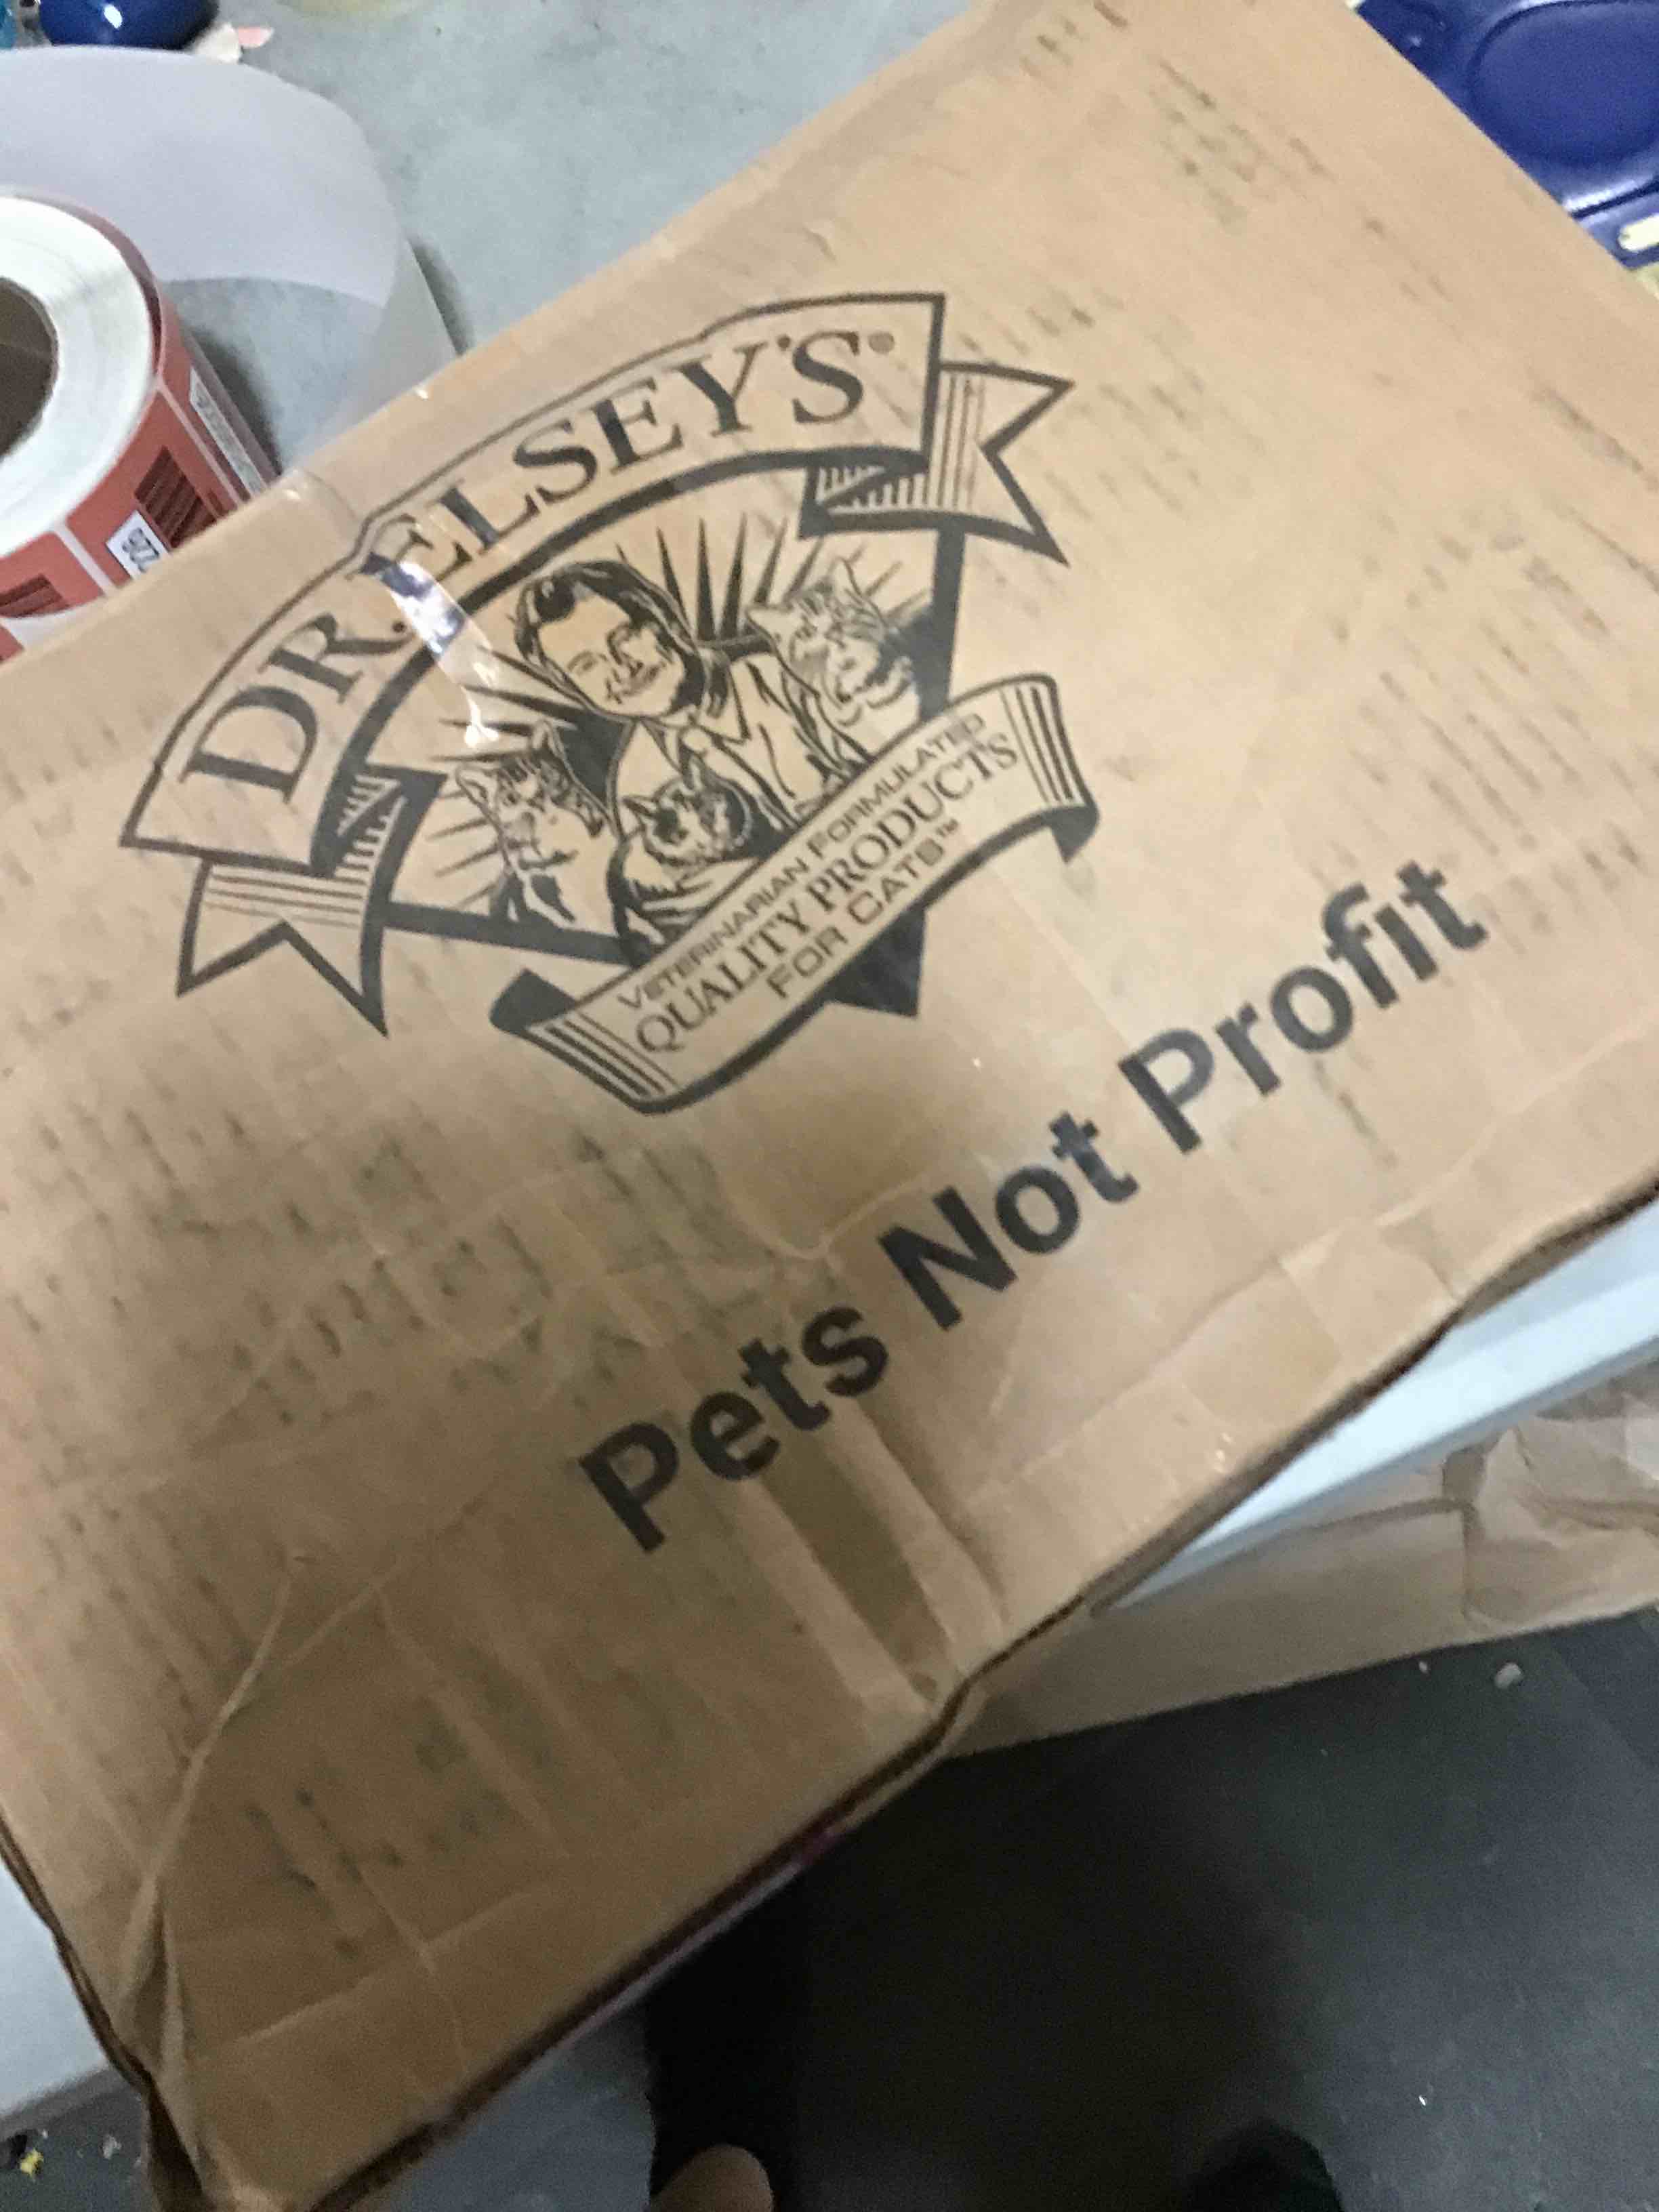 DR. ELSEY'S®
VETERINARIAN FORMULATED
QUALITY PRODUCTS
FOR CATS™
Pets Not Profit